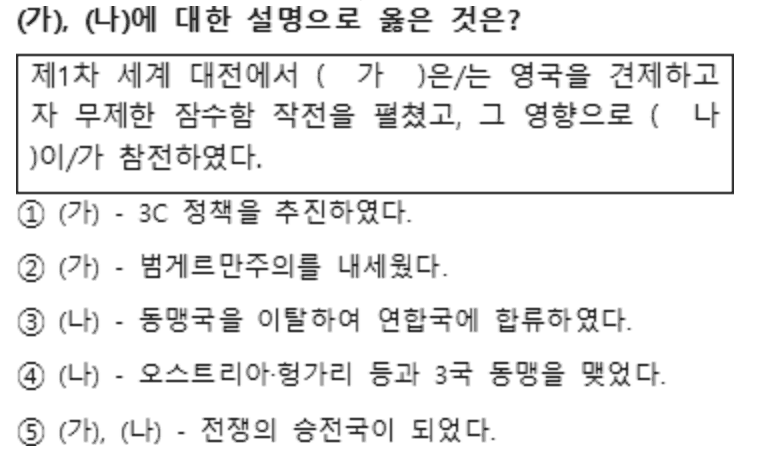 (가), (나)에 대한 설명으로 옳은 것은?
제1차 세계 대전에서 ( 가 )은/는 영국을 견제하고
자 무제한 잠수함 작전을 펼쳤고, 그 영향으로 ( 나
)이/가 참전하였다.
① (가) - 3C 정책을 추진하였다.
② (가) - 범게르만주의를 내세웠다.
③ (나) - 동맹국을 이탈하여 연합국에 합류하였다.
④ (나) - 오스트리아·헝가리 등과 3국 동맹을 맺었다.
⑤ (가), (나) - 전쟁의 승전국이 되었다.